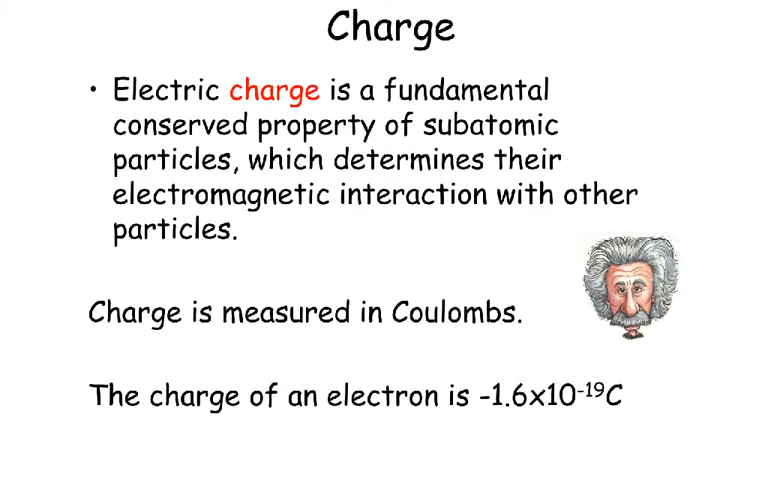 Charge
• Electric charge is a fundamental
conserved property of subatomic
particles, which determines their
electromagnetic interaction with other
particles.
Charge is measured in Coulombs.
The charge of an electron is -1.6x10⁻¹⁹C